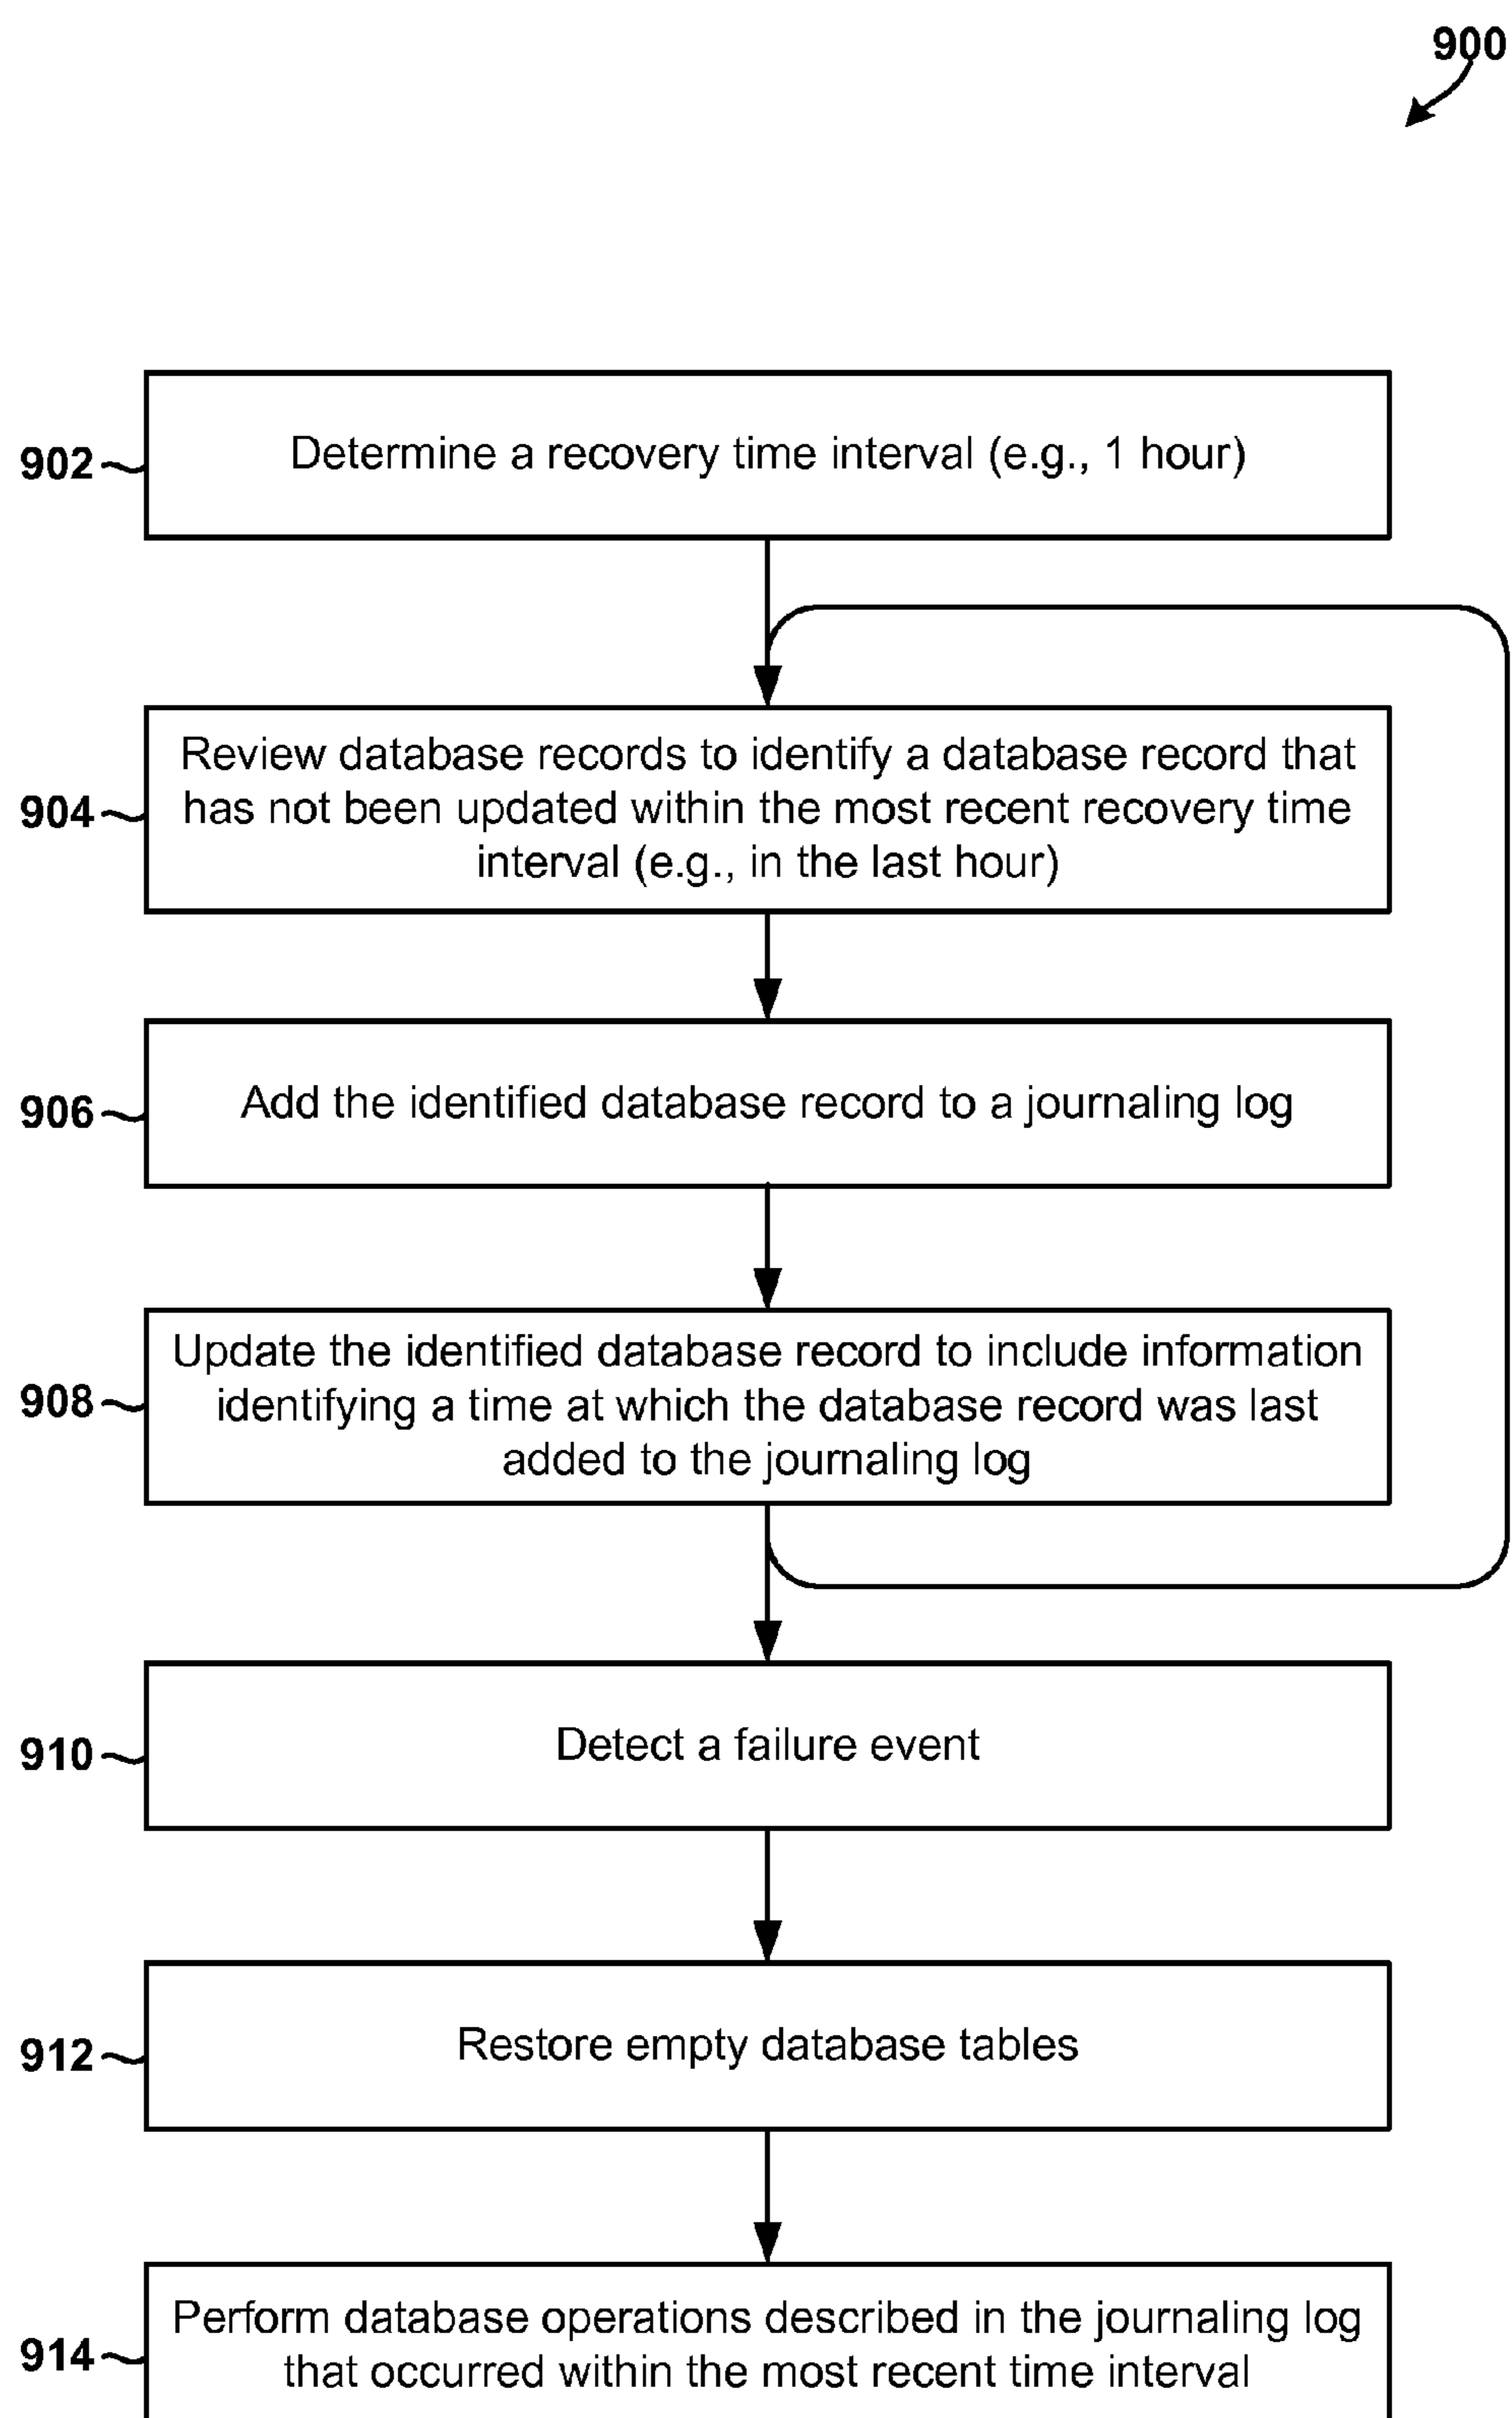 900
902
Determine a recovery time interval (e.g., 1 hour)
904
Review database records to identify a database record that
has not been updated within the most recent recovery time
interval (e.g., in the last hour)
906
Add the identified database record to a journaling log
908
Update the identified database record to include information
identifying a time at which the database record was last
added to the journaling log
910
Detect a failure event
912
Restore empty database tables
914
Perform database operations described in the journaling log
that occurred within the most recent time interval